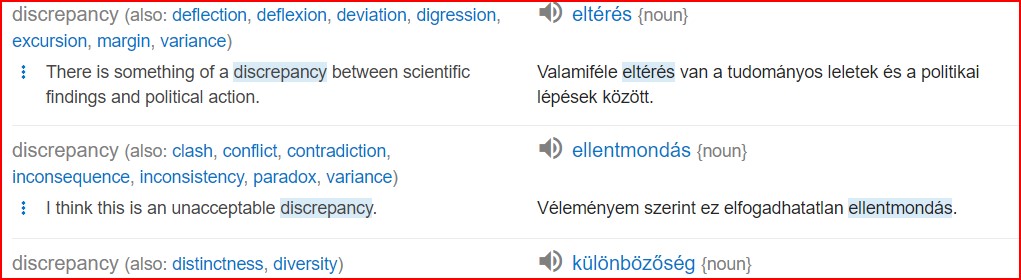 discrepancy (also: deflection, deflexion, deviation, digression,
excursion, margin, variance)
eltérés {noun}
There is something of a discrepancy between scientific
findings and political action.
Valamiféle eltérés van a tudományos leletek és a politikai
lépések között.
discrepancy (also: clash, conflict, contradiction,
inconsequence, inconsistency, paradox, variance)
ellentmondás {noun}
I think this is an unacceptable discrepancy.
Véleményem szerint ez elfogadhatatlan ellentmondás.
discrepancy (also: distinctness, diversity)
különbözőség {noun}